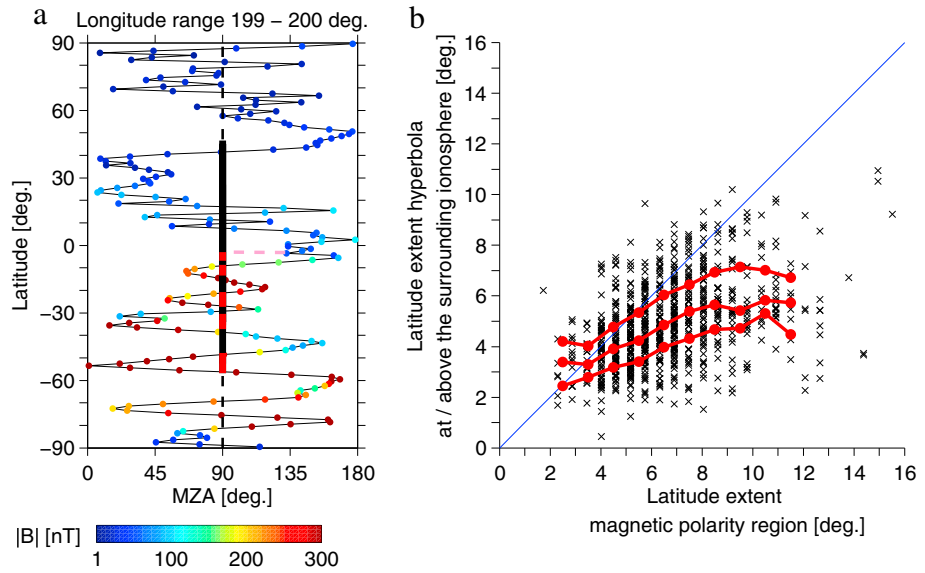 a
Longitude range 199 – 200 deg.
90
60
30
0
−30
−60
−90
Latitude [deg.]
0 45 90 135 180
MZA [deg.]
|B| [nT]
1 100 200 300
b
16
14
12
10
8
6
4
2
0
Latitude extent hyperbola
at / above the surrounding ionosphere [deg.]
0 2 4 6 8 10 12 14 16
Latitude extent
magnetic polarity region [deg.]